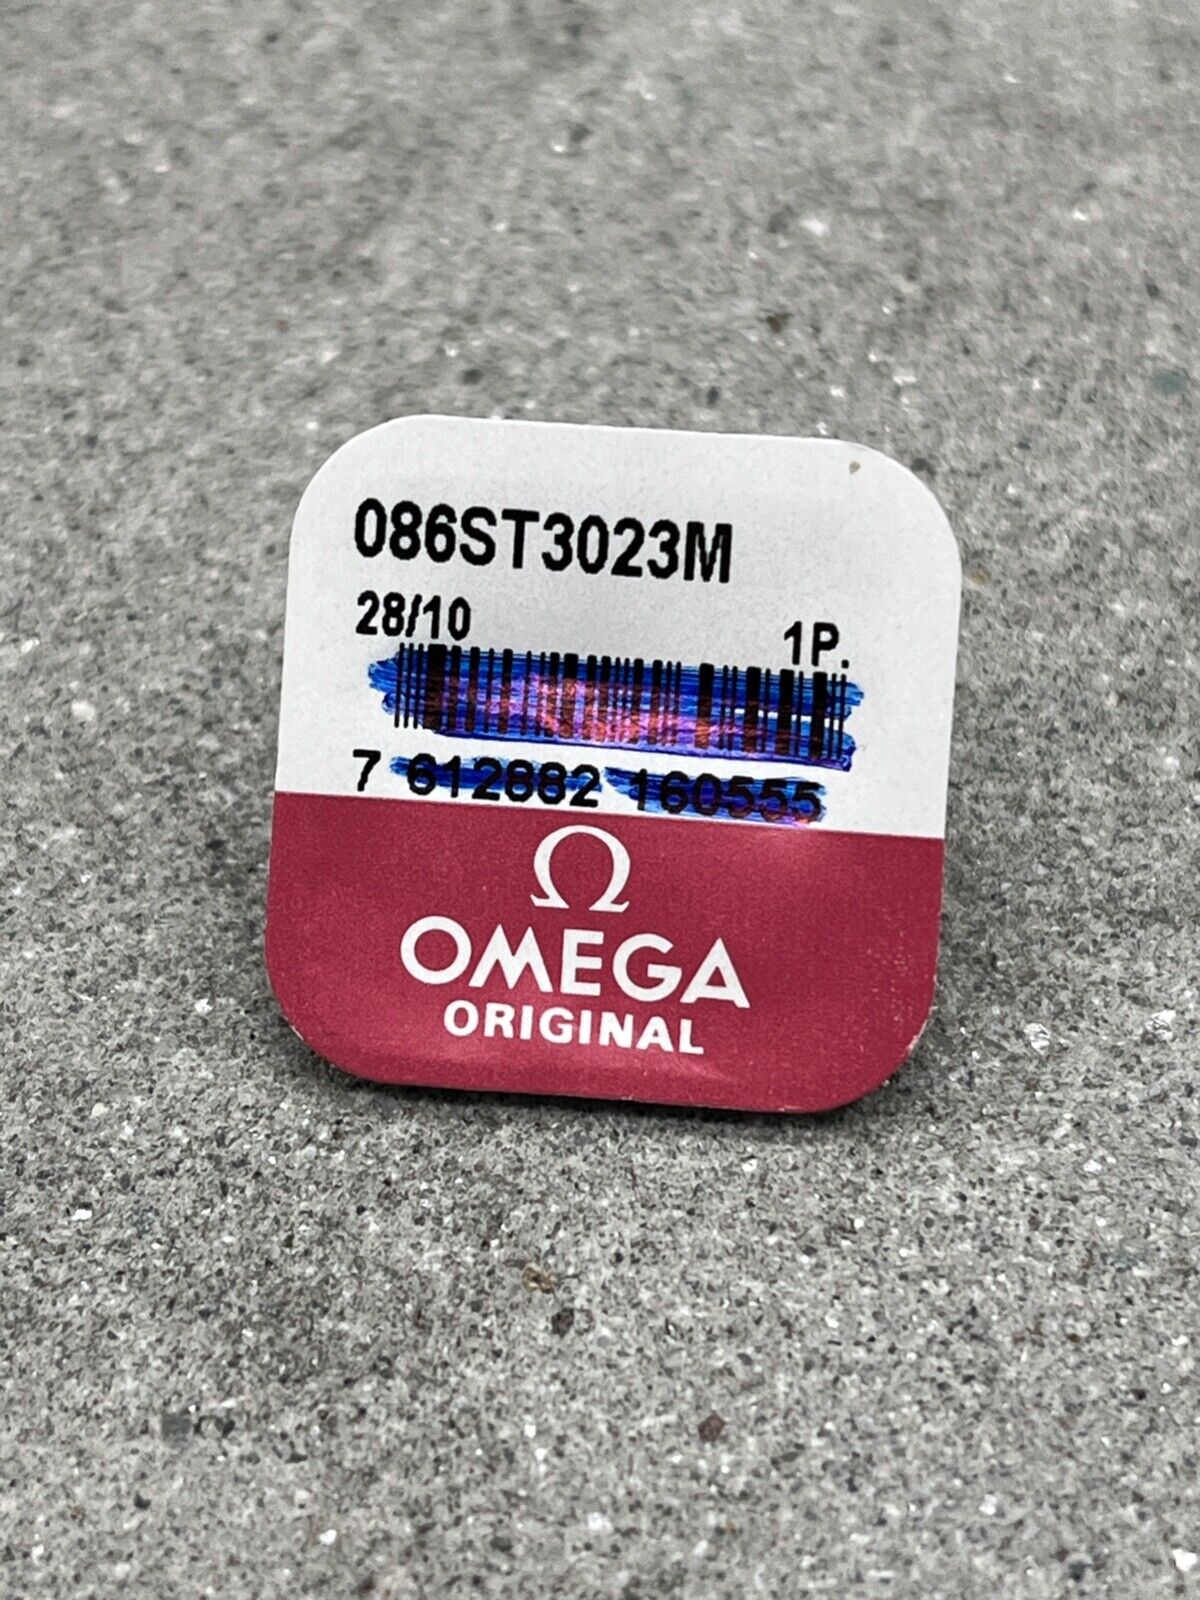 086ST3023M
28/10 1P.
7 612882 160555
Ω
OMEGA
ORIGINAL